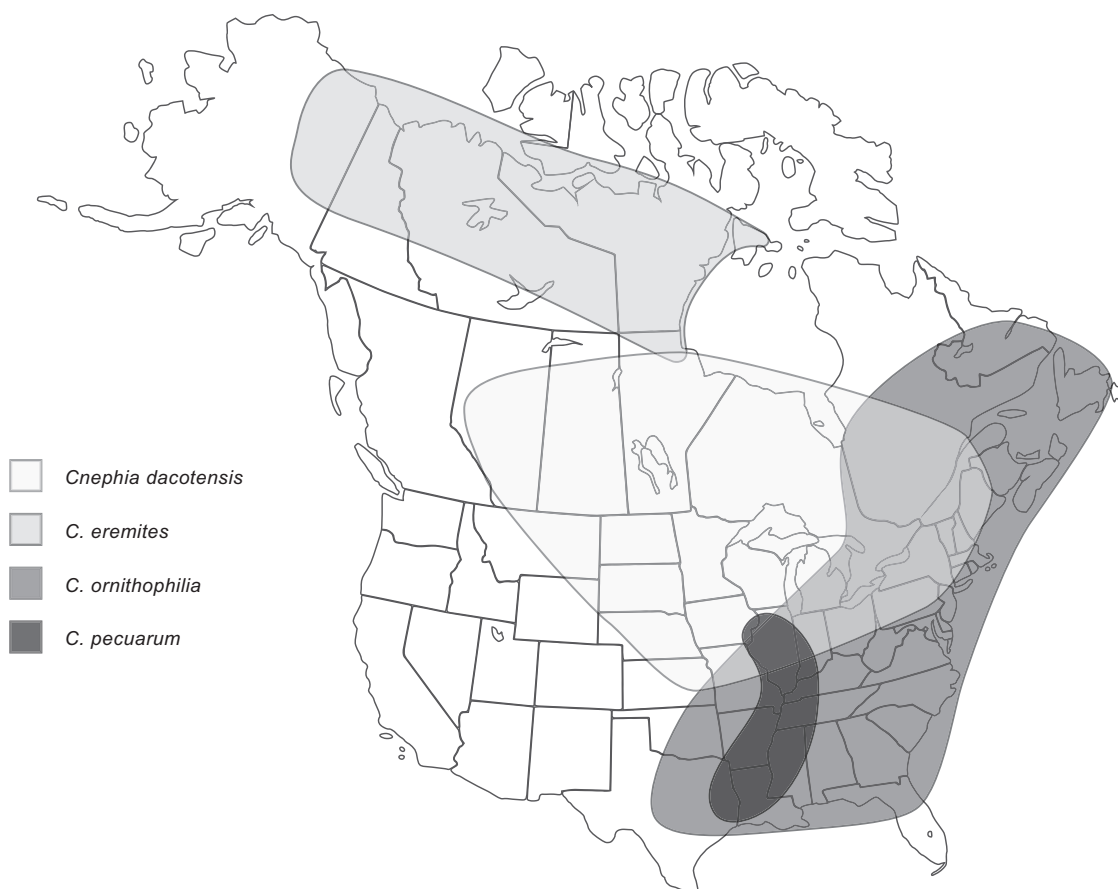 Cnephia dacotensis
C. eremites
C. ornithophilia
C. pecuarum